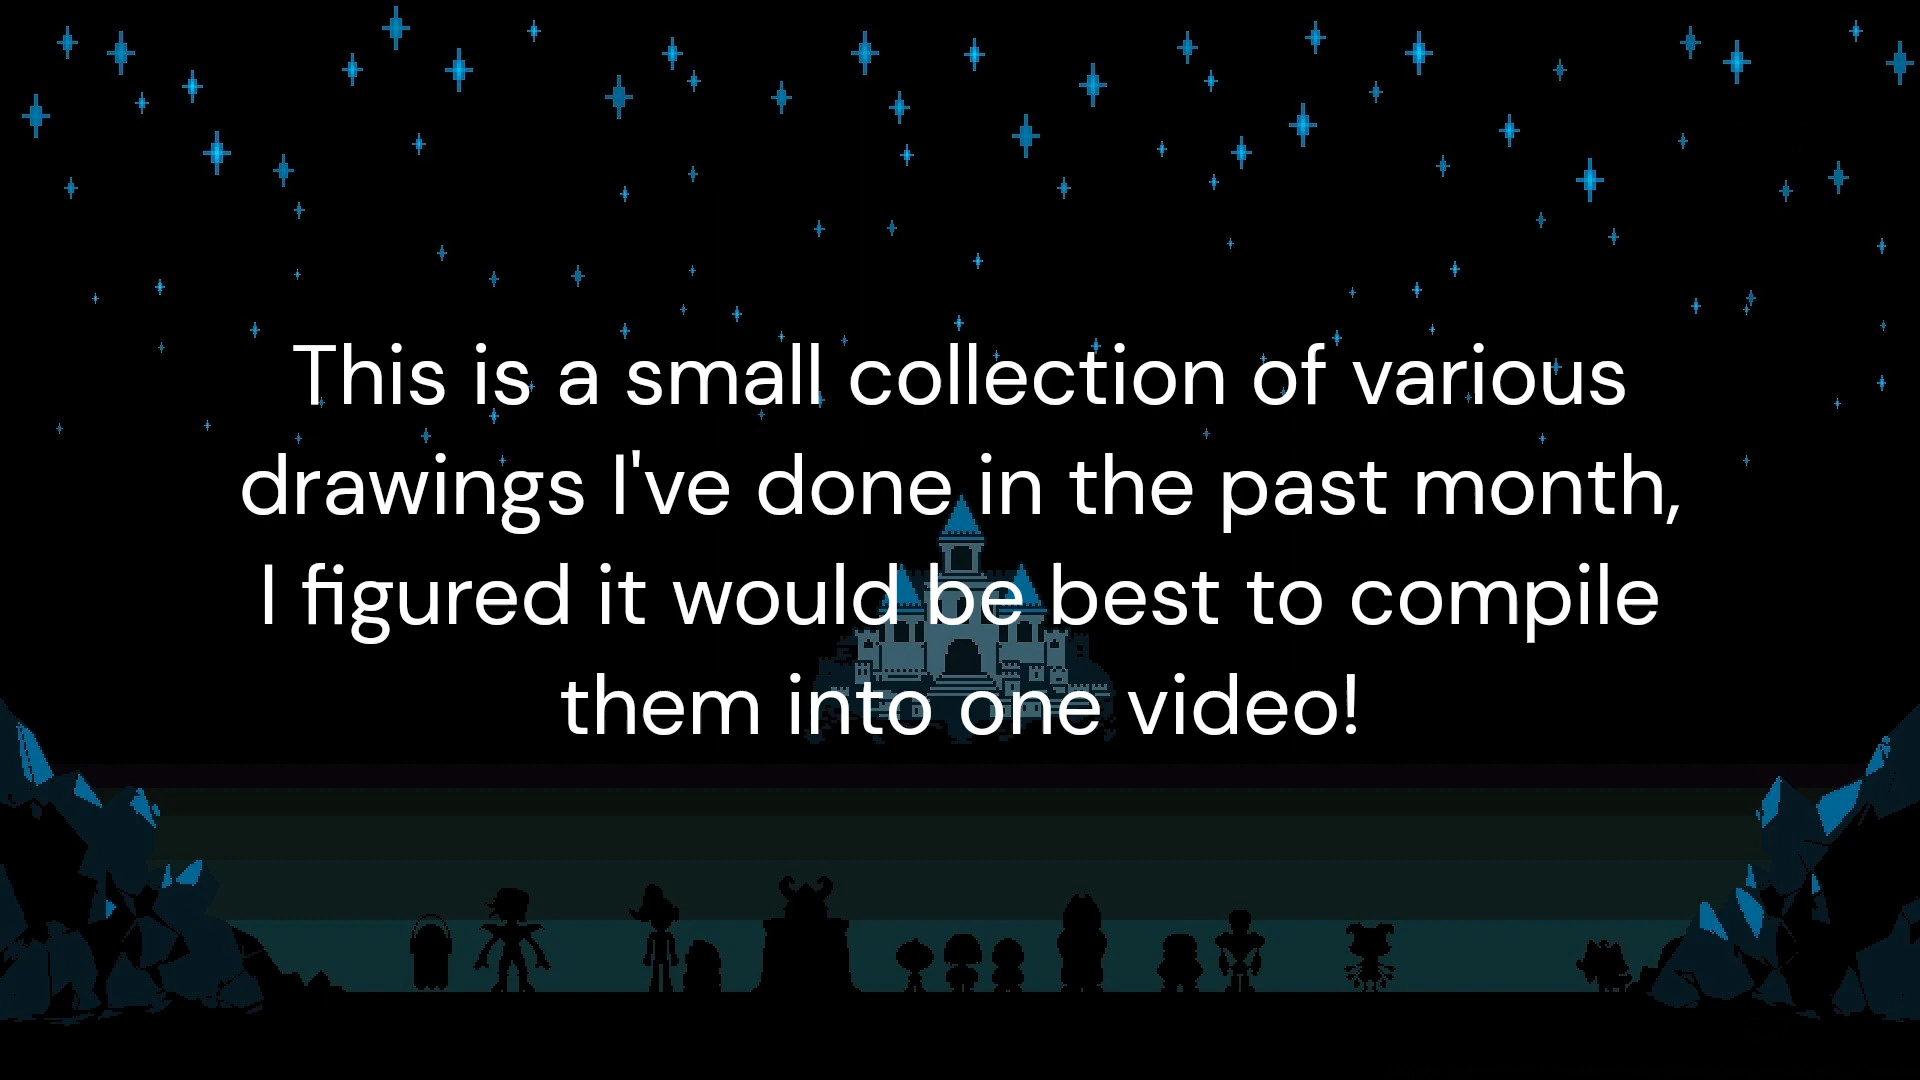 This is a small collection of various
drawings I've done in the past month,
I figured it would be best to compile
them into one video!